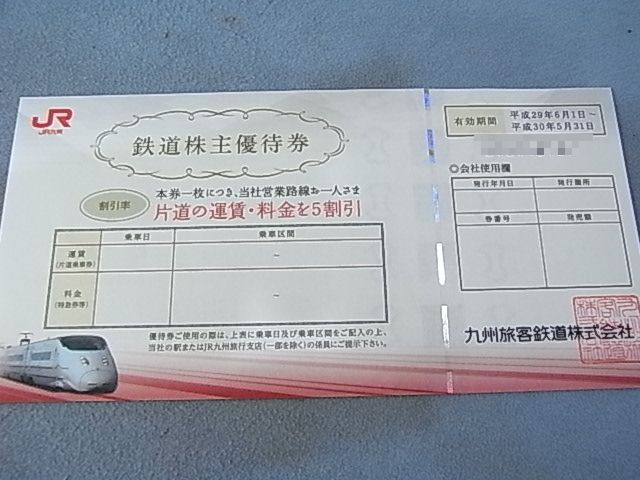 JR
JR九州
鉄道株主優待券
割引率
本券一枚につき、当社営業路線お一人さま
片道の運賃・料金を5割引
乗車日
乗車区間
運賃
(片道乗車券)
~
料金
(特急券等)
~
優待券ご使用の際は、上表に乗車日及び乗車区間をご記入の上、
当社の駅またはJR九州旅行支店(一部を除く)の係員にご提示下さい。
有効期間
平成29年6月1日~
平成30年5月31日
◎会社使用欄
発行年月日
発行箇所
券番号
発売額
九州旅客鉄道株式会社